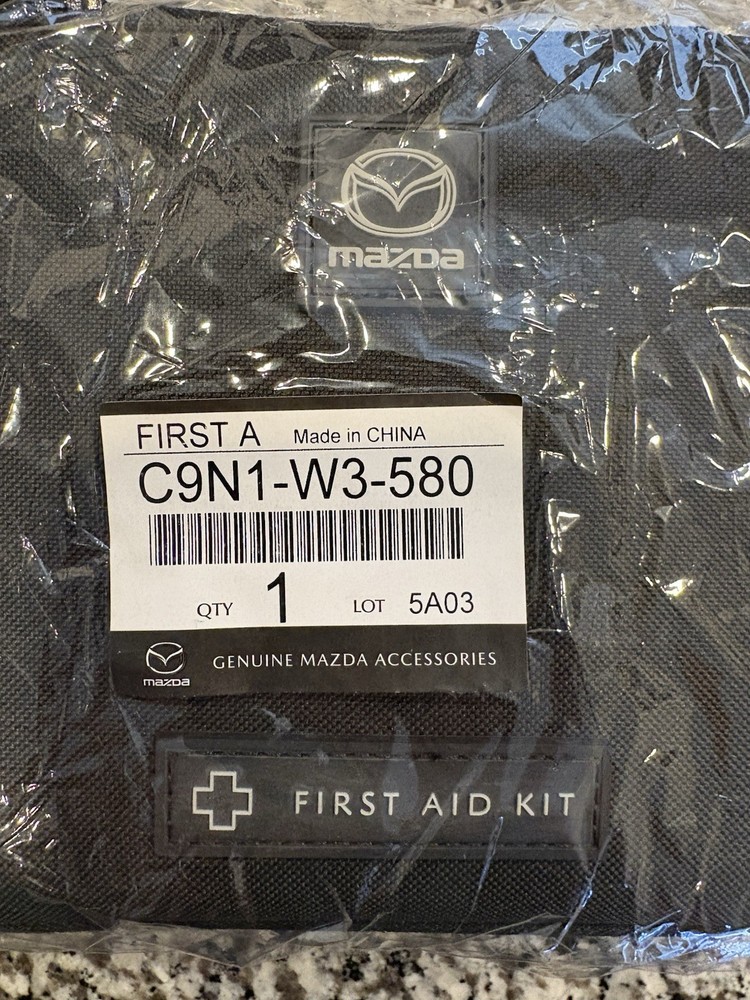 mazda
FIRST A Made in CHINA
C9N1-W3-580
QTY 1 LOT 5A03
mazda GENUINE MAZDA ACCESSORIES
FIRST AID KIT